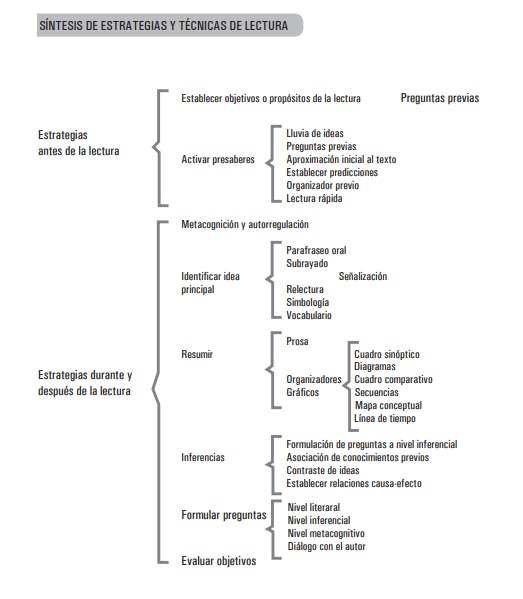 SÍNTESIS DE ESTRATEGIAS Y TÉCNICAS DE LECTURA
Estrategias
antes de la lectura
Establecer objetivos o propósitos de la lectura
Preguntas previas
Activar presaberes
Lluvia de ideas
Preguntas previas
Aproximación inicial al texto
Establecer predicciones
Organizador previo
Lectura rápida
Estrategias durante y
después de la lectura
Metacognición y autorregulación
Identificar idea
principal
Parafraseo oral
Subrayado
Señalización
Relectura
Simbología
Vocabulario
Resumir
Prosa
Organizadores
Gráficos
Cuadro sinóptico
Diagramas
Cuadro comparativo
Secuencias
Mapa conceptual
Línea de tiempo
Inferencias
Formulación de preguntas a nivel inferencial
Asociación de conocimientos previos
Contraste de ideas
Establecer relaciones causa-efecto
Formular preguntas
Nivel literaral
Nivel inferencial
Nivel metacognitivo
Diálogo con el autor
Evaluar objetivos